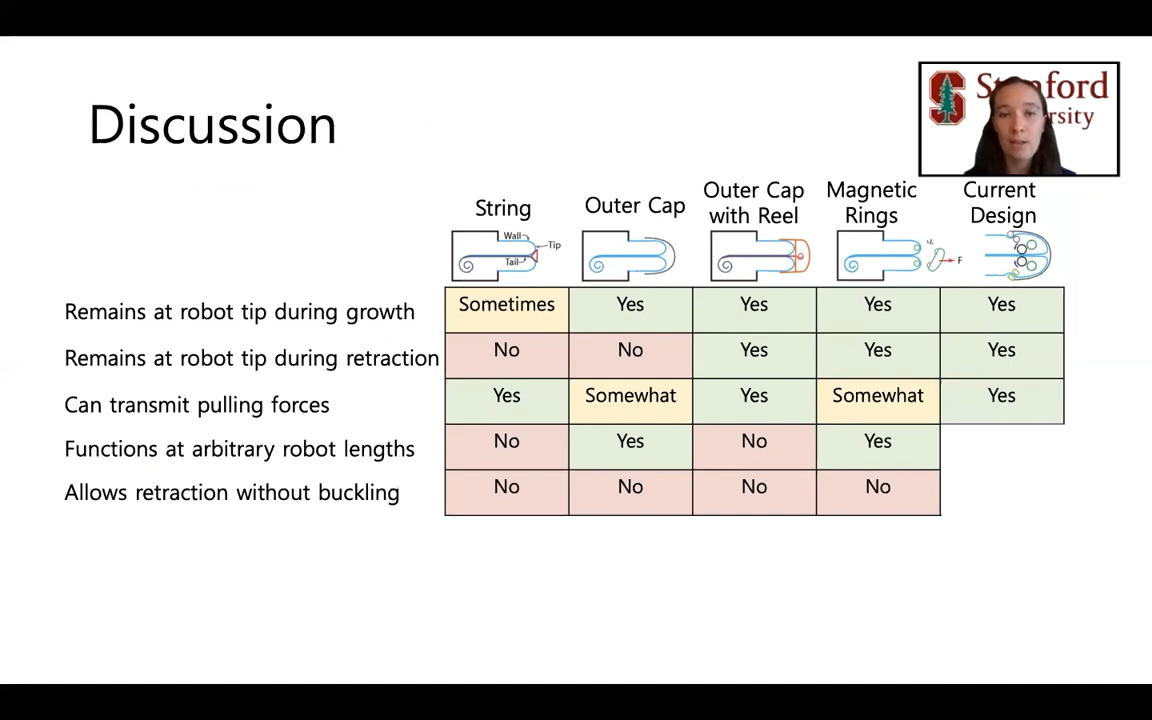 Discussion
Stanford
University
String
Outer Cap
Outer Cap
with Reel
Magnetic
Rings
Current
Design
Wall
Tip
Tail
F
Remains at robot tip during growth
Sometimes
Yes
Yes
Yes
Yes
Remains at robot tip during retraction
No
No
Yes
Yes
Yes
Can transmit pulling forces
Yes
Somewhat
Yes
Somewhat
Yes
Functions at arbitrary robot lengths
No
Yes
No
Yes
Allows retraction without buckling
No
No
No
No